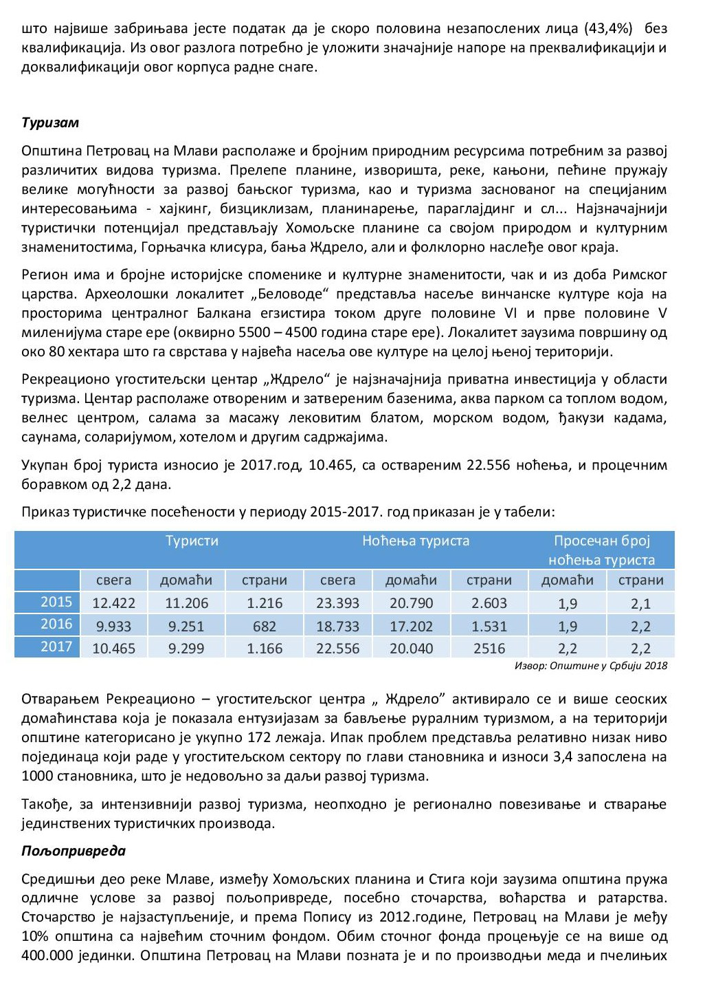 што највише забрињава јесте податак да је скоро половина незапослених лица (43,4%) без
квалификација. Из овог разлога потребно је уложити значајније напоре на преквалификацији и
доквалификацији овог корпуса радне снаге.
Туризам
Општина Петровац на Млави располаже и бројним природним ресурсима потребним за развој
различитих видова туризма. Прелепе планине, изворишта, реке, кањони, пећине пружају
велике могућности за развој бањског туризма, као и туризма заснованог на специјаним
интересовањима - хајкинг, бизциклизам, планинарење, параглајдинг и сл... Најзначајнији
туристички потенцијал представљају Хомољске планине са својом природом и културним
знаменитостима, Горњачка клисура, бања Ждрело, али и фолклорно наслеђе овог краја.
Регион има и бројне историјске споменике и културне знаменитости, чак и из доба Римског
царства. Археолошки локалитет „Беловоде“ представља насеље винчанске културе која на
просторима централног Балкана егзистира током друге половине VI и прве половине V
миленијума старе ере (оквирно 5500 – 4500 година старе ере). Локалитет заузима површину од
око 80 хектара што га сврстава у највећа насеља ове културе на целој њеној територији.
Рекреационо угоститељски центар „Ждрело“ је најзначајнија приватна инвестиција у области
туризма. Центар располаже отвореним и затвереним базенима, аква парком са топлом водом,
велнес центром, салама за масажу лековитим блатом, морском водом, ђакузи кадама,
саунама, соларијумом, хотелом и другим садржајима.
Укупан број туриста износио је 2017.год, 10.465, са оствареним 22.556 ноћења, и процечним
боравком од 2,2 дана.
Приказ туристичке посећености у периоду 2015-2017. год приказан је у табели:
Туристи Ноћења туриста Просечан број
ноћења туриста
свега домаћи страни свега домаћи страни домаћи страни
2015 12.422 11.206 1.216 23.393 20.790 2.603 1,9 2,1
2016 9.933 9.251 682 18.733 17.202 1.531 1,9 2,2
2017 10.465 9.299 1.166 22.556 20.040 2516 2,2 2,2
Извор: Општине у Србији 2018
Отварањем Рекреационо – угоститељског центра „ Ждрело” активирало се и више сеоских
домаћинстава која је показала ентузијазам за бављење руралним туризмом, а на територији
општине категорисано је укупно 172 лежаја. Ипак проблем представља релативно низак ниво
појединаца који раде у угоститељском сектору по глави становника и износи 3,4 запослена на
1000 становника, што је недовољно за даљи развој туризма.
Такође, за интензивнији развој туризма, неопходно је регионално повезивање и стварање
јединствених туристичких производа.
Пољопривреда
Средишњи део реке Млаве, између Хомољских планина и Стига који заузима општина пружа
одличне услове за развој пољопривреде, посебно сточарства, воћарства и ратарства.
Сточарство је најзаступљеније, и према Попису из 2012.године, Петровац на Млави је међу
10% општина са највећим сточним фондом. Обим сточног фонда процењује се на више од
400.000 јединки. Општина Петровац на Млави позната је и по производњи меда и пчелињих